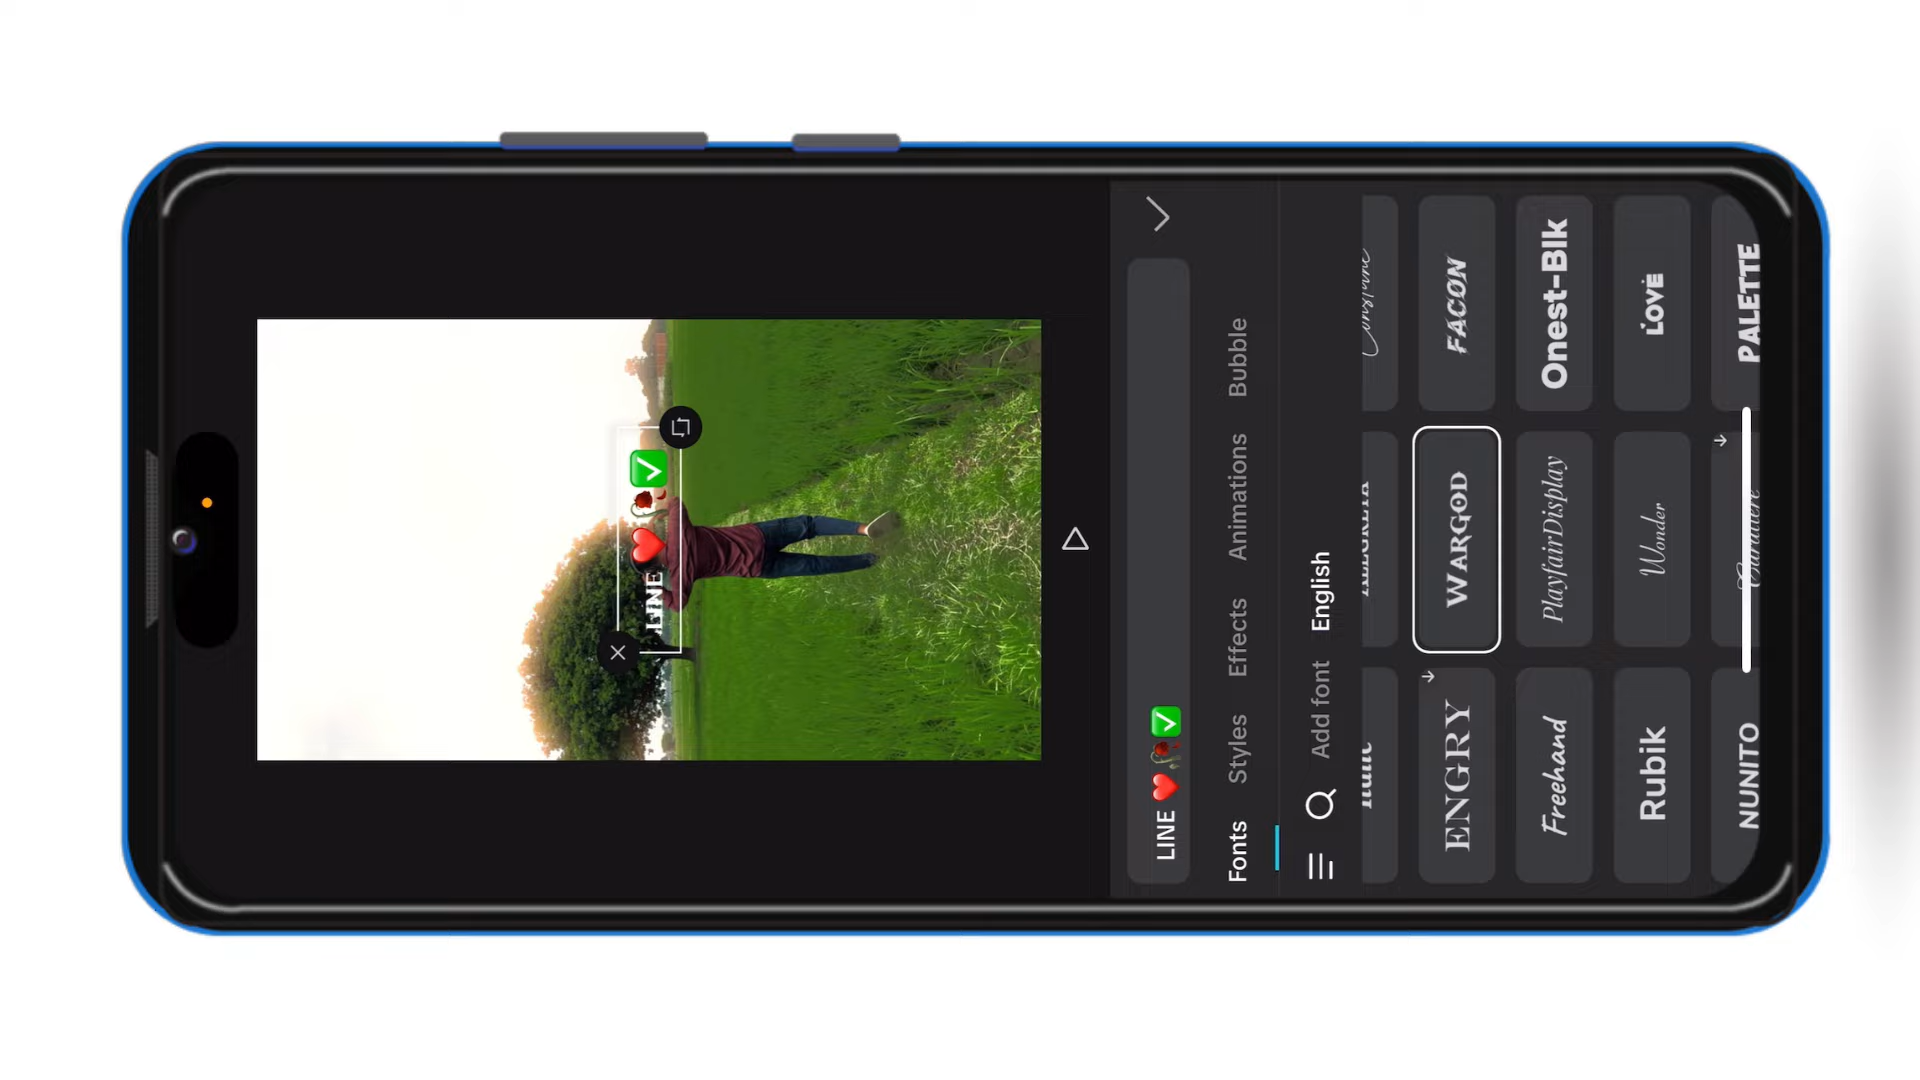 LINE ❤️🥀✅
LINE ❤️🥀✅
Fonts Styles Effects Animations Bubble
Add font English
ENGRY WARGOD FACON
Freehand PlayfairDisplay Onest-Blk
Rubik Wonder LOVE
NUNITO PALETTE